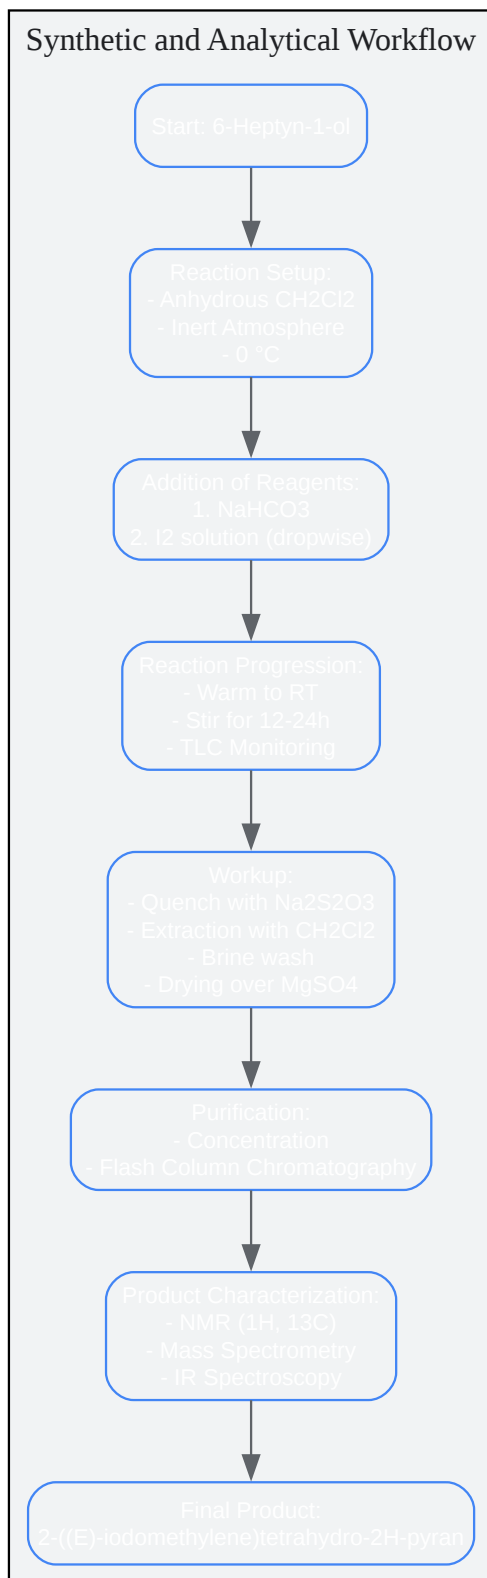 Synthetic and Analytical Workflow
Start: 6-Heptyn-1-ol
Reaction Setup:
- Anhydrous CH2Cl2
- Inert Atmosphere
- 0 °C
Addition of Reagents:
1. NaHCO3
2. I2 solution (dropwise)
Reaction Progression:
- Warm to RT
- Stir for 12-24h
- TLC Monitoring
Workup:
- Quench with Na2S2O3
- Extraction with CH2Cl2
- Brine wash
- Drying over MgSO4
Purification:
- Concentration
- Flash Column Chromatography
Product Characterization:
- NMR (1H, 13C)
- Mass Spectrometry
- IR Spectroscopy
Final Product:
2-((E)-iodomethylene)tetrahydro-2H-pyran